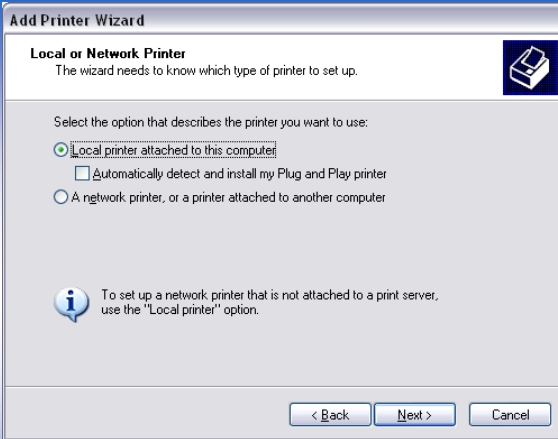 Add Printer Wizard
Local or Network Printer
The wizard needs to know which type of printer to set up.
Select the option that describes the printer you want to use:
Local printer attached to this computer
Automatically detect and install my Plug and Play printer
A network printer, or a printer attached to another computer
To set up a network printer that is not attached to a print server,
use the "Local printer" option.
< Back
Next >
Cancel